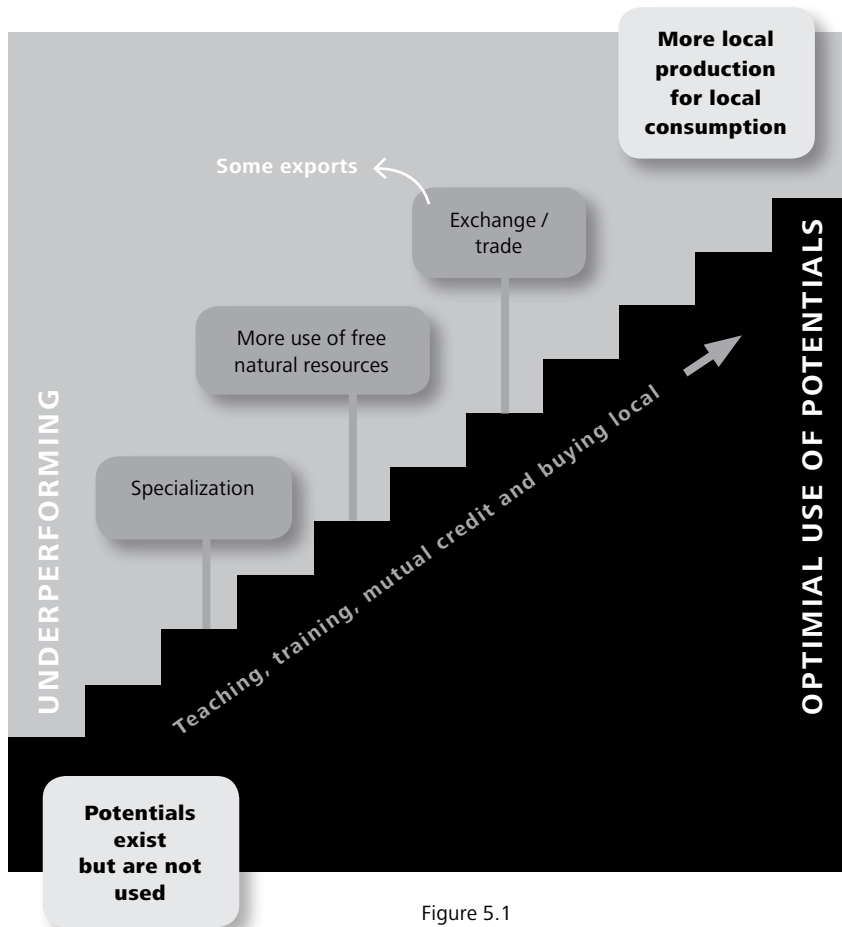 More local
production
for local
consumption
Some exports
Exchange /
trade
More use of free
natural resources
Specialization
UNDERPERFORMING
Teaching, training, mutual credit and buying local
OPTIMIAL USE OF POTENTIALS
Potentials
exist
but are not
used
Figure 5.1